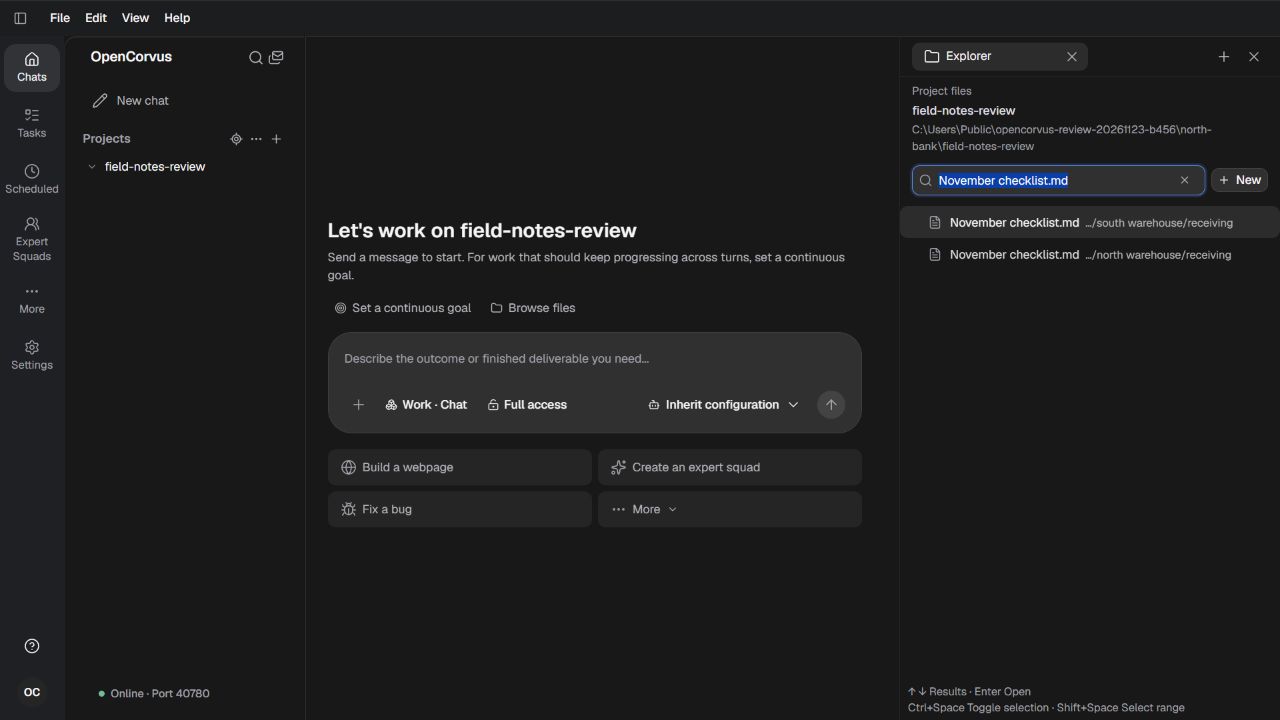 File Edit View Help
Chats
Tasks
Scheduled
Expert
Squads
More
Settings
OC
OpenCorvus
New chat
Projects
field-notes-review
Online · Port 40780
Let's work on field-notes-review
Send a message to start. For work that should keep progressing across turns, set a continuous
goal.
Set a continuous goal Browse files
Describe the outcome or finished deliverable you need...
Work · Chat Full access Inherit configuration
Build a webpage Create an expert squad
Fix a bug More
Explorer
Project files
field-notes-review
C:\Users\Public\opencorvus-review-20261123-b456\north-
bank\field-notes-review
November checklist.md New
November checklist.md .../south warehouse/receiving
November checklist.md .../north warehouse/receiving
↑↓ Results · Enter Open
Ctrl+Space Toggle selection · Shift+Space Select range